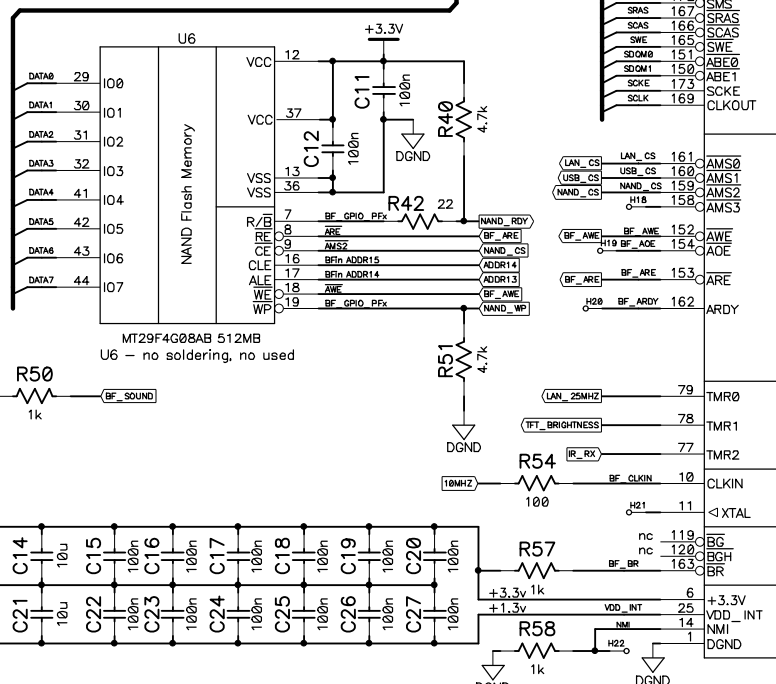 SMS
SRAS 167 SRAS
SCAS 166 SCAS
SWE 165 SWE
SDQM0 151 ABE0
SDQM1 150 ABE1
SCKE 173 SCKE
SCLK 169 CLKOUT
+3.3V
U6
DATA0 29 IO0
DATA1 30 IO1
DATA2 31 IO2
DATA3 32 IO3
DATA4 41 IO4
DATA5 42 IO5
DATA6 43 IO6
DATA7 44 IO7
NAND Flash Memory
VCC 12
VCC 37
VSS 13
VSS 36
C11 100n
C12 100n
DGND
R40 4.7k
R42 22
R/B 7 BF_GPIO_PFx NAND_RDY
RE 8 ARE BF_ARE
CE 9 AMS2 NAND_CS
CLE 16 BFin ADDR15 ADDR14
ALE 17 BFin ADDR14 ADDR13
WE 18 AWE BF_AWE
WP 19 BF_GPIO_PFx NAND_WP
MT29F4G08AB 512MB
U6 – no soldering, no used
R51 4.7k
DGND
LAN_CS LAN_CS 161 AMS0
USB_CS USB_CS 160 AMS1
NAND_CS NAND_CS 159 AMS2
H18 158 AMS3
BF_AWE BF_AWE 152 AWE
H19 BF_AOE 154 AOE
BF_ARE BF_ARE 153 ARE
H20 BF_ARDY 162 ARDY
R50
1k
BF_SOUND
LAN_25MHZ 79 TMR0
TFT_BRIGHTNESS 78 TMR1
IR_RX 77 TMR2
10MHZ R54 100 BF_CLKIN 10 CLKIN
H21 11 XTAL
C14 10u
C15 100n
C16 100n
C17 100n
C18 100n
C19 100n
C20 100n
C21 10u
C22 100n
C23 100n
C24 100n
C25 100n
C26 100n
C27 100n
nc 119 BG
nc 120 BGH
R57 1k BF_BR 163 BR
+3.3v 6 +3.3V
+1.3v VDD_INT 25 VDD_INT
NMI 14 NMI
R58 1k H22 1 DGND
DGND
DGND